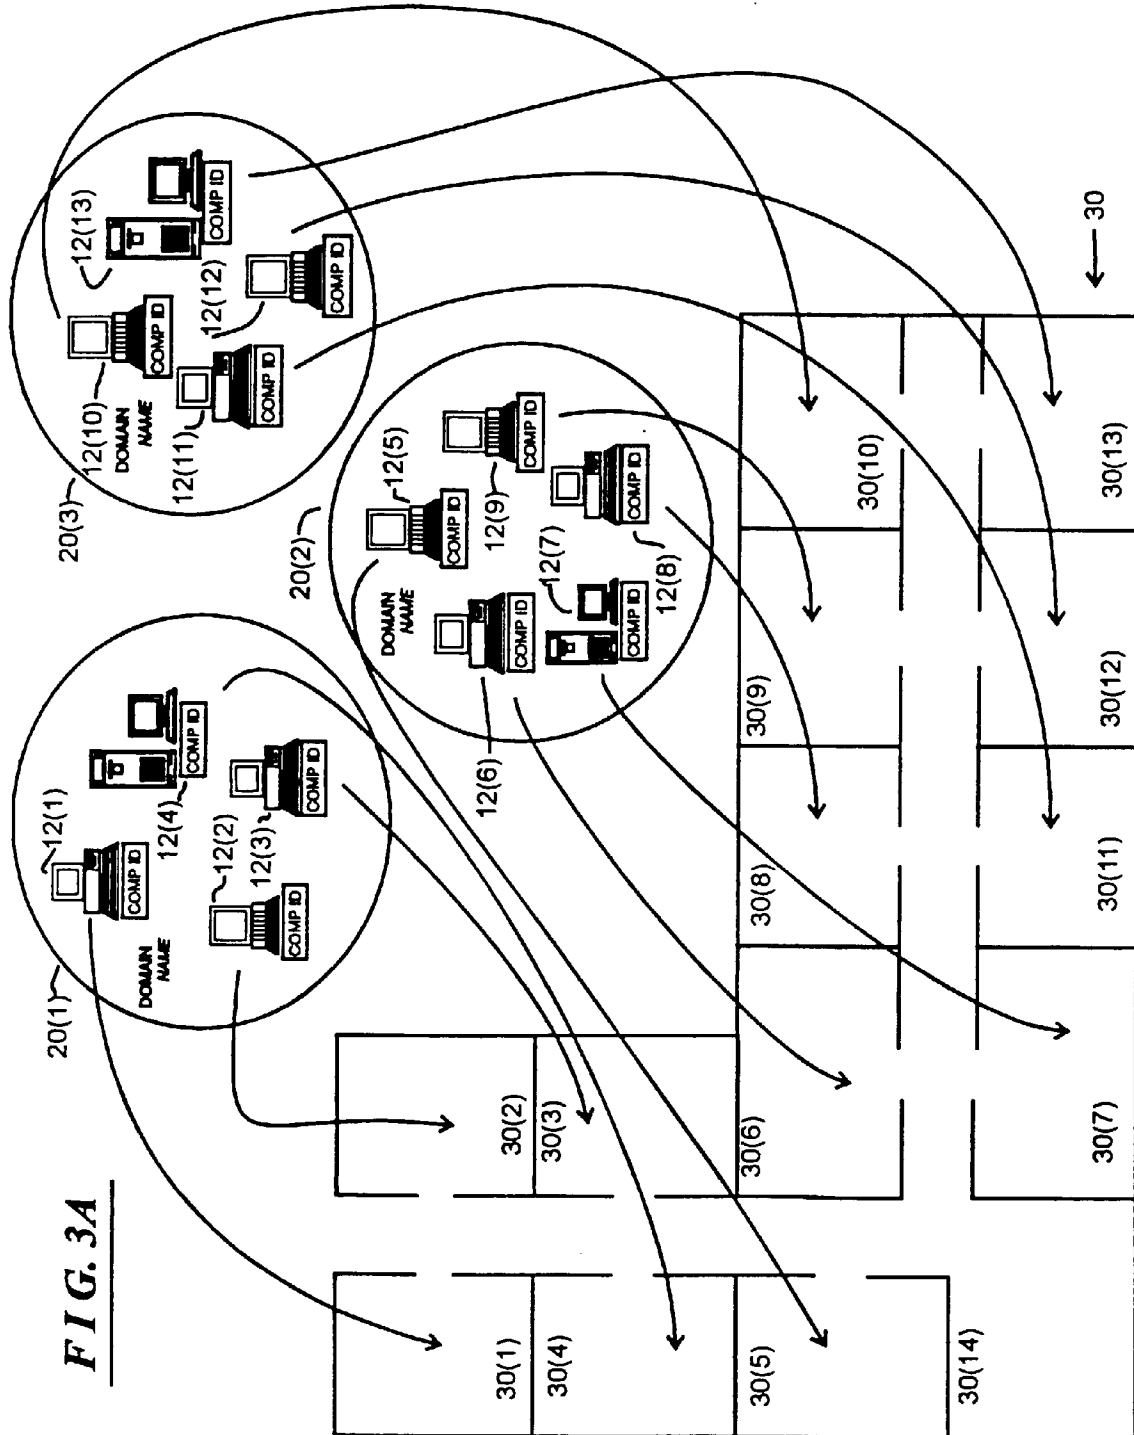 FIG. 3A
20(1)
DOMAIN
NAME
12(1)
COMP ID
12(4)
COMP ID
12(2)
COMP ID
12(3)
COMP ID
20(3)
12(10)
DOMAIN
NAME
COMP ID
12(13)
COMP ID
12(11)
COMP ID
12(12)
COMP ID
20(2)
DOMAIN
NAME
12(5)
COMP ID
12(9)
COMP ID
12(6)
COMP ID
12(7)
COMP ID
12(8)
COMP ID
30(1)
30(2)
30(3)
30(4)
30(5)
30(14)
30(6)
30(7)
30(8)
30(9)
30(10)
30(11)
30(12)
30(13)
30